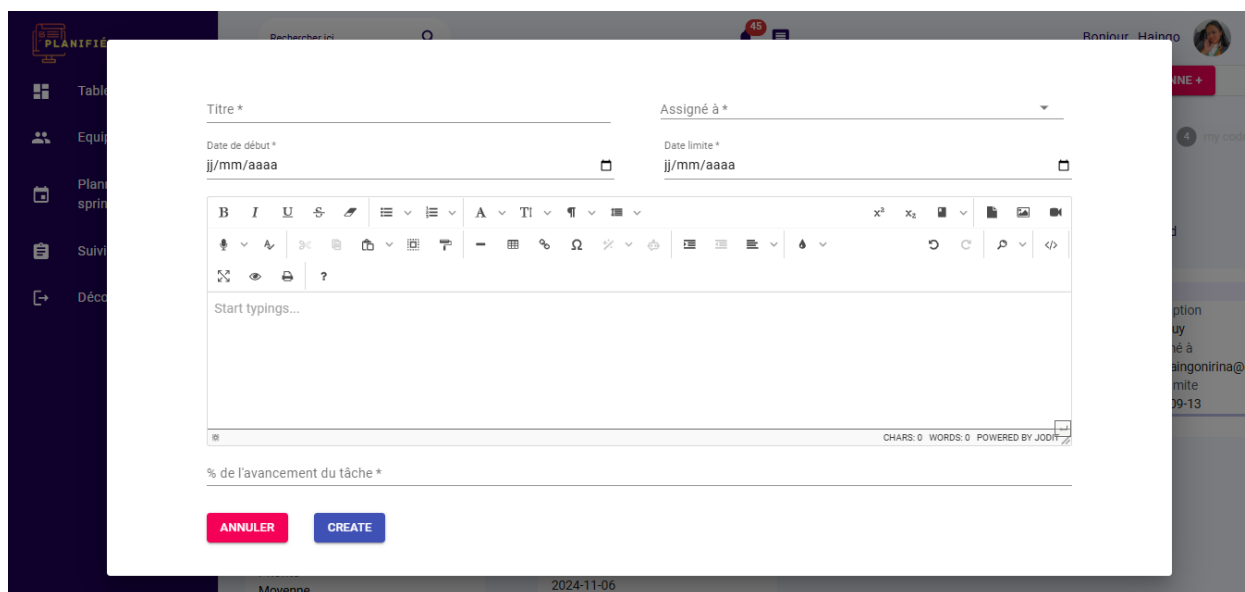 PLANIFIÉ
Rechercher ici
45
Bonjour, Haingo
NNE +
Table
4 my cod
Equip
Plan
sprin
Suivi
Déco
Titre *
Assigné à *
Date de début *
jj/mm/aaaa
Date limite *
jj/mm/aaaa
B I U S A TI ¶ x² x₂
Ω </>
?
Start typings...
CHARS: 0 WORDS: 0 POWERED BY JODIT
% de l'avancement du tâche *
ANNULER
CREATE
d
ption
uy
né à
aingonirina@
mite
09-13
Moyenne
2024-11-06